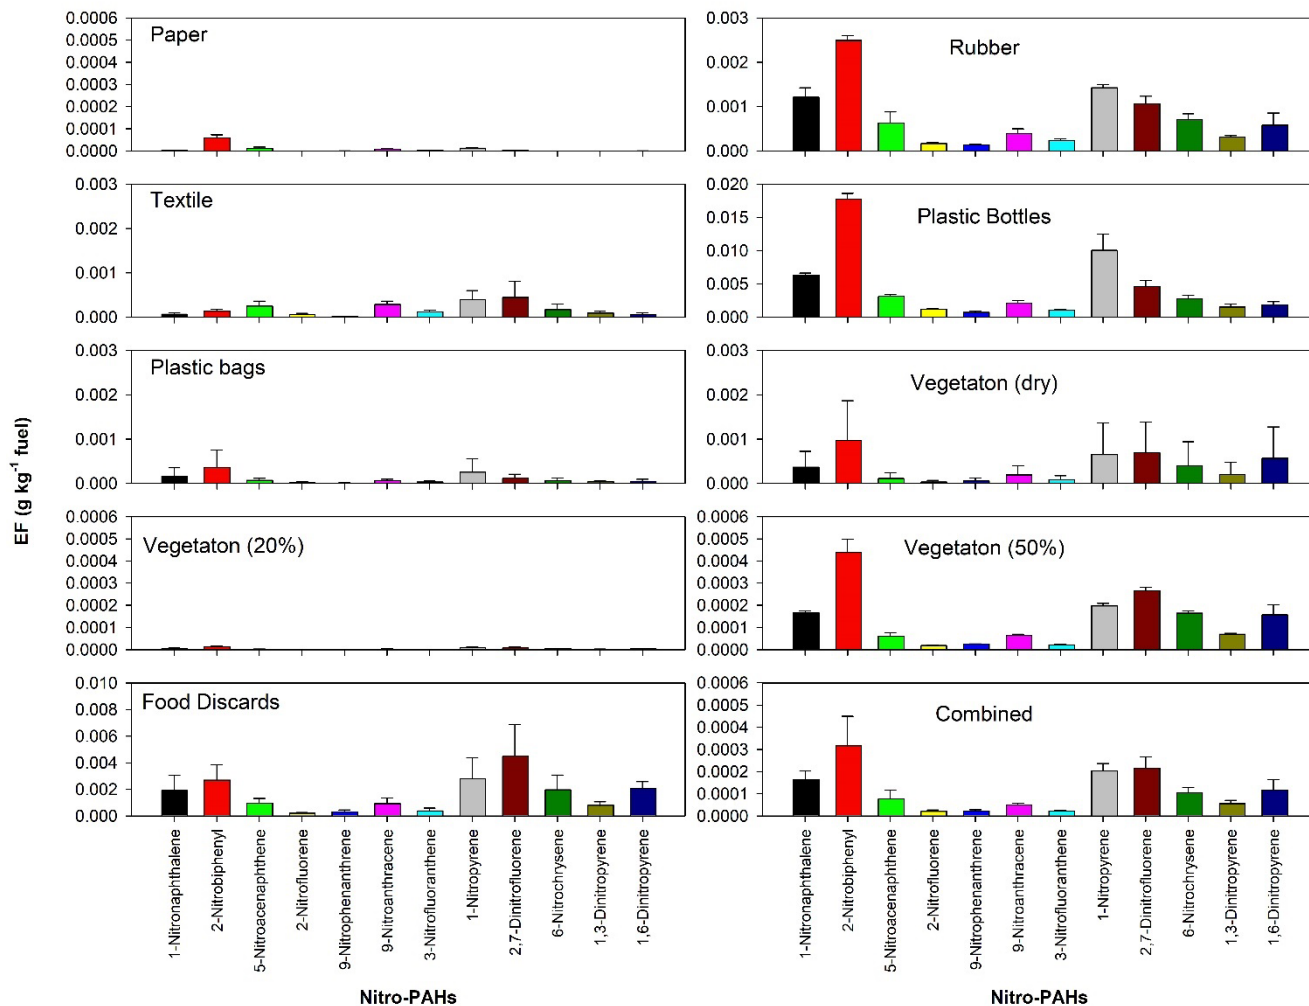 EF (g kg-1 fuel)
Paper
0.0006
0.0005
0.0004
0.0003
0.0002
0.0001
0.0000
Rubber
0.003
0.002
0.001
0.000
Textile
0.003
0.002
0.001
0.000
Plastic Bottles
0.020
0.015
0.010
0.005
0.000
Plastic bags
0.003
0.002
0.001
0.000
Vegetaton (dry)
0.003
0.002
0.001
0.000
Vegetaton (20%)
0.0006
0.0005
0.0004
0.0003
0.0002
0.0001
0.0000
Vegetaton (50%)
0.0006
0.0005
0.0004
0.0003
0.0002
0.0001
0.0000
Food Discards
0.010
0.008
0.006
0.004
0.002
0.000
Combined
0.0006
0.0005
0.0004
0.0003
0.0002
0.0001
0.0000
1-Nitronaphthalene
2-Nitrobiphenyl
5-Nitroacenaphthene
2-Nitrofluorene
9-Nitrophenanthrene
9-Nitroanthracene
3-Nitrofluoranthene
1-Nitropyrene
2,7-Dinitrofluorene
6-Nitrochrysene
1,3-Dinitropyrene
1,6-Dinitropyrene
Nitro-PAHs
1-Nitronaphthalene
2-Nitrobiphenyl
5-Nitroacenaphthene
2-Nitrofluorene
9-Nitrophenanthrene
9-Nitroanthracene
3-Nitrofluoranthene
1-Nitropyrene
2,7-Dinitrofluorene
6-Nitrochrysene
1,3-Dinitropyrene
1,6-Dinitropyrene
Nitro-PAHs